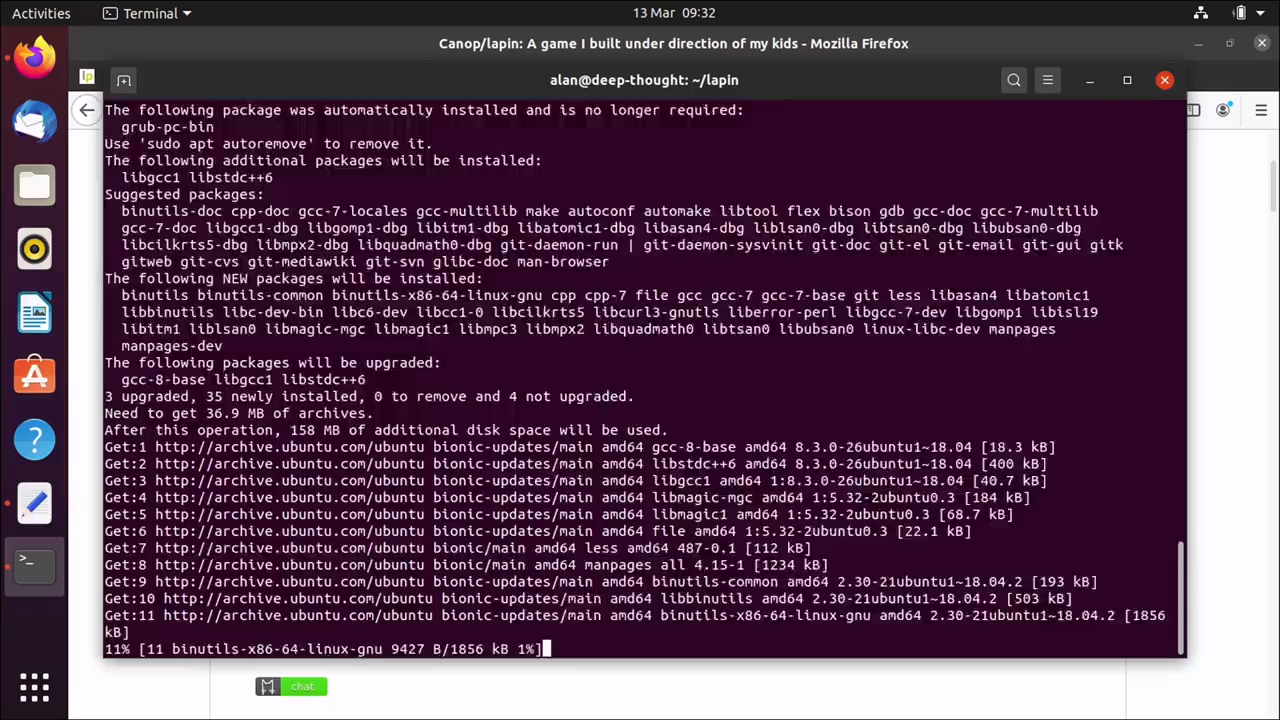 Activities
Terminal
13 Mar 09:32
Canop/lapin: A game I built under direction of my kids - Mozilla Firefox
lp
alan@deep-thought: ~/lapin
The following package was automatically installed and is no longer required:
grub-pc-bin
Use 'sudo apt autoremove' to remove it.
The following additional packages will be installed:
libgcc1 libstdc++6
Suggested packages:
binutils-doc cpp-doc gcc-7-locales gcc-multilib make autoconf automake libtool flex bison gdb gcc-doc gcc-7-multilib
gcc-7-doc libgcc1-dbg libgomp1-dbg libitm1-dbg libatomic1-dbg libasan4-dbg liblsan0-dbg libtsan0-dbg libubsan0-dbg
libcilkrts5-dbg libmpx2-dbg libquadmath0-dbg git-daemon-run | git-daemon-sysvinit git-doc git-el git-email git-gui gitk
gitweb git-cvs git-mediawiki git-svn glibc-doc man-browser
The following NEW packages will be installed:
binutils binutils-common binutils-x86-64-linux-gnu cpp cpp-7 file gcc gcc-7 gcc-7-base git less libasan4 libatomic1
libbinutils libc-dev-bin libc6-dev libcc1-0 libcilkrts5 libcurl3-gnutls liberror-perl libgcc-7-dev libgomp1 libisl19
libitm1 liblsan0 libmagic-mgc libmagic1 libmpc3 libmpx2 libquadmath0 libtsan0 libubsan0 linux-libc-dev manpages
manpages-dev
The following packages will be upgraded:
gcc-8-base libgcc1 libstdc++6
3 upgraded, 35 newly installed, 0 to remove and 4 not upgraded.
Need to get 36.9 MB of archives.
After this operation, 158 MB of additional disk space will be used.
Get:1 http://archive.ubuntu.com/ubuntu bionic-updates/main amd64 gcc-8-base amd64 8.3.0-26ubuntu1~18.04 [18.3 kB]
Get:2 http://archive.ubuntu.com/ubuntu bionic-updates/main amd64 libstdc++6 amd64 8.3.0-26ubuntu1~18.04 [400 kB]
Get:3 http://archive.ubuntu.com/ubuntu bionic-updates/main amd64 libgcc1 amd64 1:8.3.0-26ubuntu1~18.04 [40.7 kB]
Get:4 http://archive.ubuntu.com/ubuntu bionic-updates/main amd64 libmagic-mgc amd64 1:5.32-2ubuntu0.3 [184 kB]
Get:5 http://archive.ubuntu.com/ubuntu bionic-updates/main amd64 libmagic1 amd64 1:5.32-2ubuntu0.3 [68.7 kB]
Get:6 http://archive.ubuntu.com/ubuntu bionic-updates/main amd64 file amd64 1:5.32-2ubuntu0.3 [22.1 kB]
Get:7 http://archive.ubuntu.com/ubuntu bionic/main amd64 less amd64 487-0.1 [112 kB]
Get:8 http://archive.ubuntu.com/ubuntu bionic/main amd64 manpages all 4.15-1 [1234 kB]
Get:9 http://archive.ubuntu.com/ubuntu bionic-updates/main amd64 binutils-common amd64 2.30-21ubuntu1~18.04.2 [193 kB]
Get:10 http://archive.ubuntu.com/ubuntu bionic-updates/main amd64 libbinutils amd64 2.30-21ubuntu1~18.04.2 [503 kB]
Get:11 http://archive.ubuntu.com/ubuntu bionic-updates/main amd64 binutils-x86-64-linux-gnu amd64 2.30-21ubuntu1~18.04.2 [1856
kB]
11% [11 binutils-x86-64-linux-gnu 9427 B/1856 kB 1%]
chat